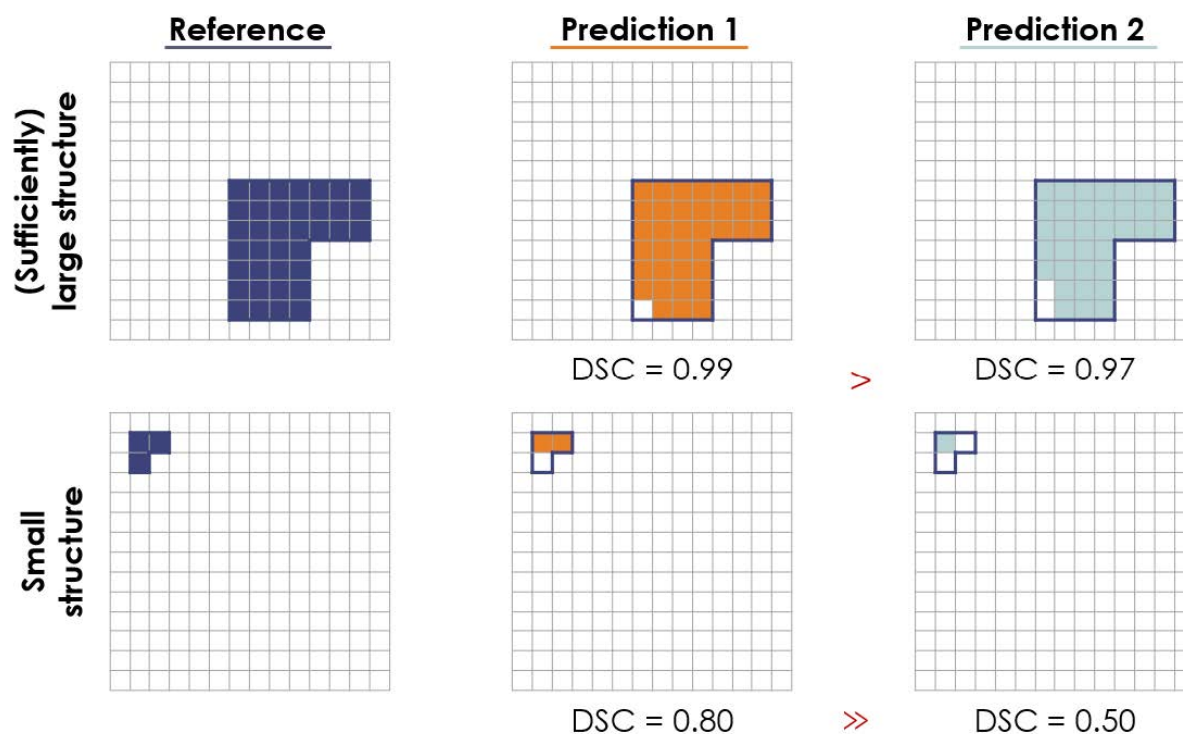 Reference
Prediction 1
Prediction 2
(Sufficiently)
large structure
DSC = 0.99
>
DSC = 0.97
Small
structure
DSC = 0.80
>>
DSC = 0.50